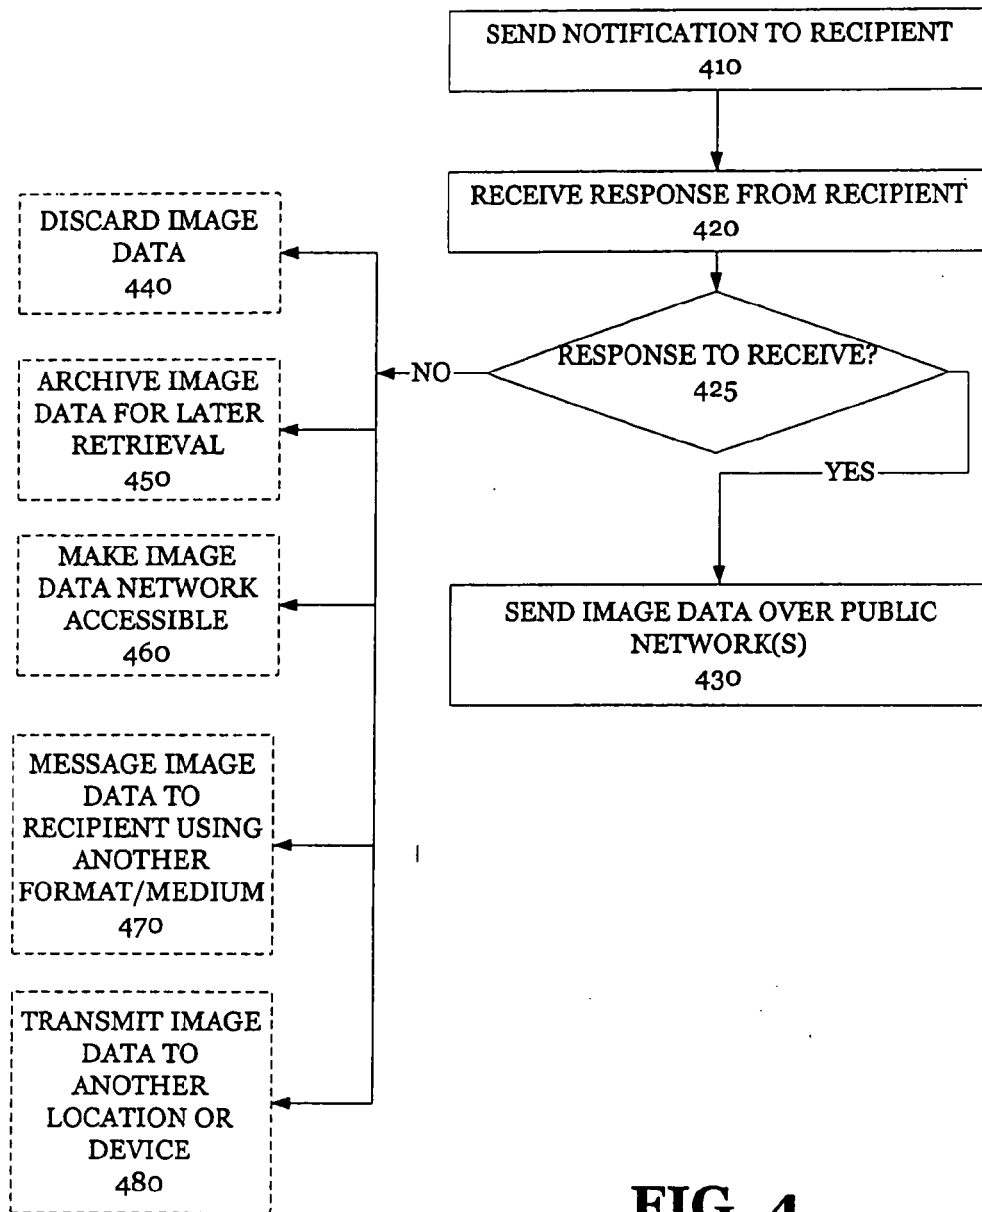 SEND NOTIFICATION TO RECIPIENT
410
RECEIVE RESPONSE FROM RECIPIENT
420
RESPONSE TO RECEIVE?
425
NO
YES
SEND IMAGE DATA OVER PUBLIC
NETWORK(S)
430
DISCARD IMAGE
DATA
440
ARCHIVE IMAGE
DATA FOR LATER
RETRIEVAL
450
MAKE IMAGE
DATA NETWORK
ACCESSIBLE
460
MESSAGE IMAGE
DATA TO
RECIPIENT USING
ANOTHER
FORMAT/MEDIUM
470
TRANSMIT IMAGE
DATA TO
ANOTHER
LOCATION OR
DEVICE
480
FIG. 4